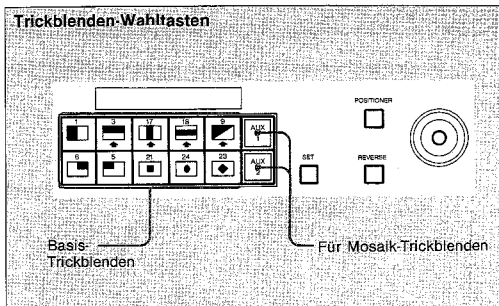 Trickblenden-Wahltasten
POSITIONER
1 3 17 18 9 AUX 1
6 5 21 24 23 AUX 2
SET REVERSE
Basis-
Trickblenden
Für Mosaik-Trickblenden